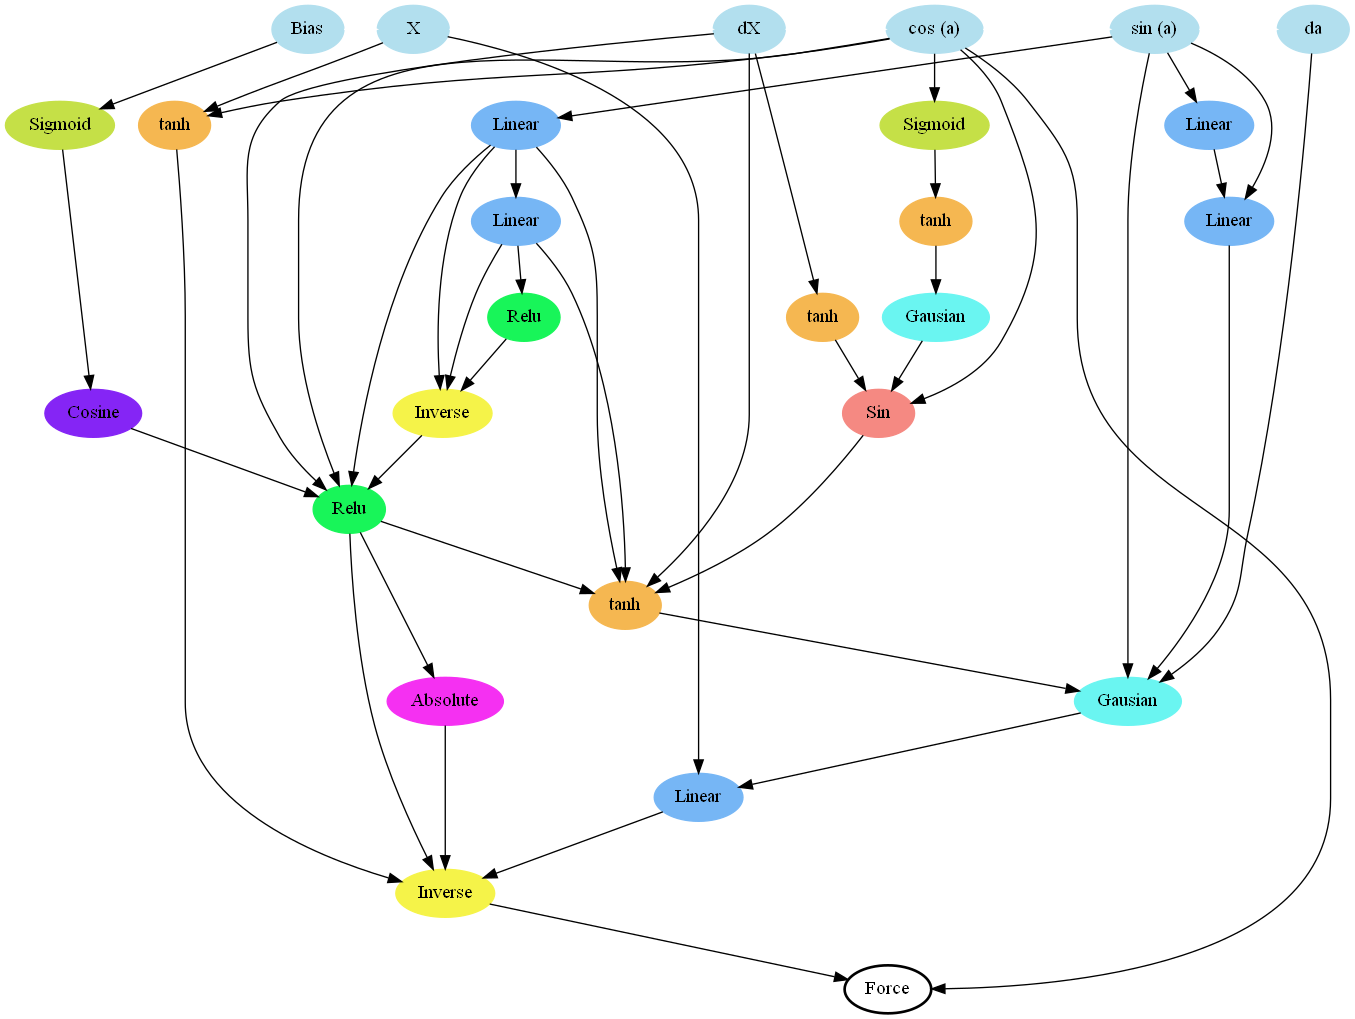 Bias
X
dX
cos (a)
sin (a)
da
Sigmoid
tanh
Linear
Sigmoid
Linear
Linear
tanh
Linear
Relu
tanh
Gausian
Cosine
Inverse
Sin
Relu
tanh
Absolute
Gausian
Linear
Inverse
Force